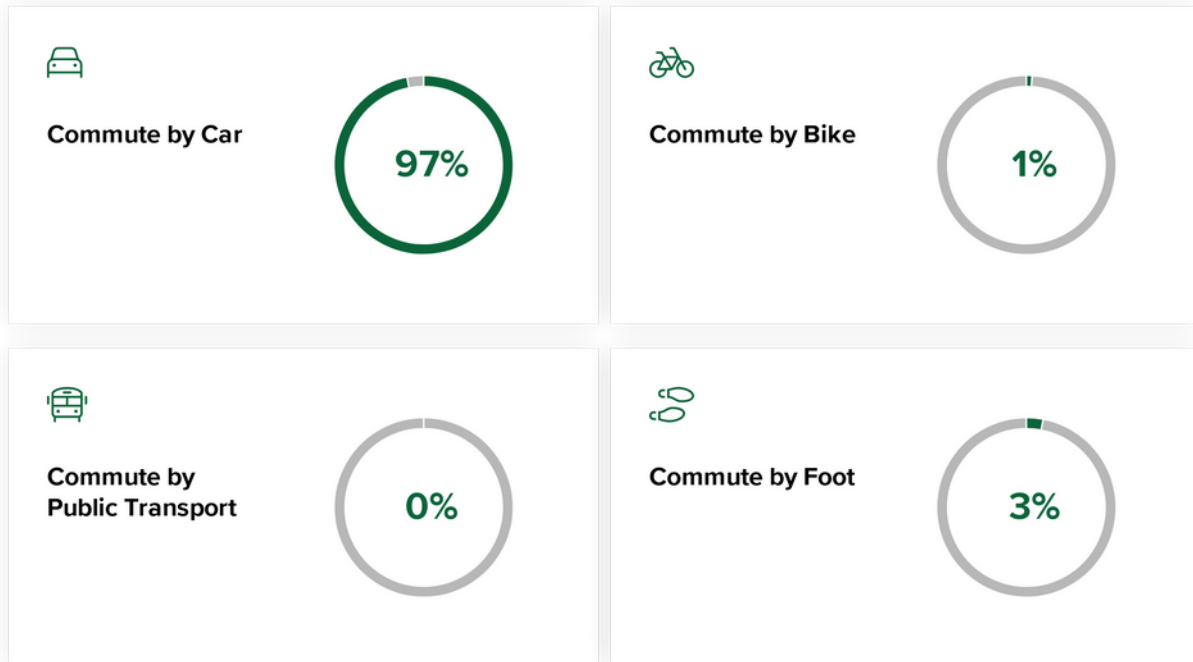 Commute by Car
97%
Commute by Bike
1%
Commute by
Public Transport
0%
Commute by Foot
3%